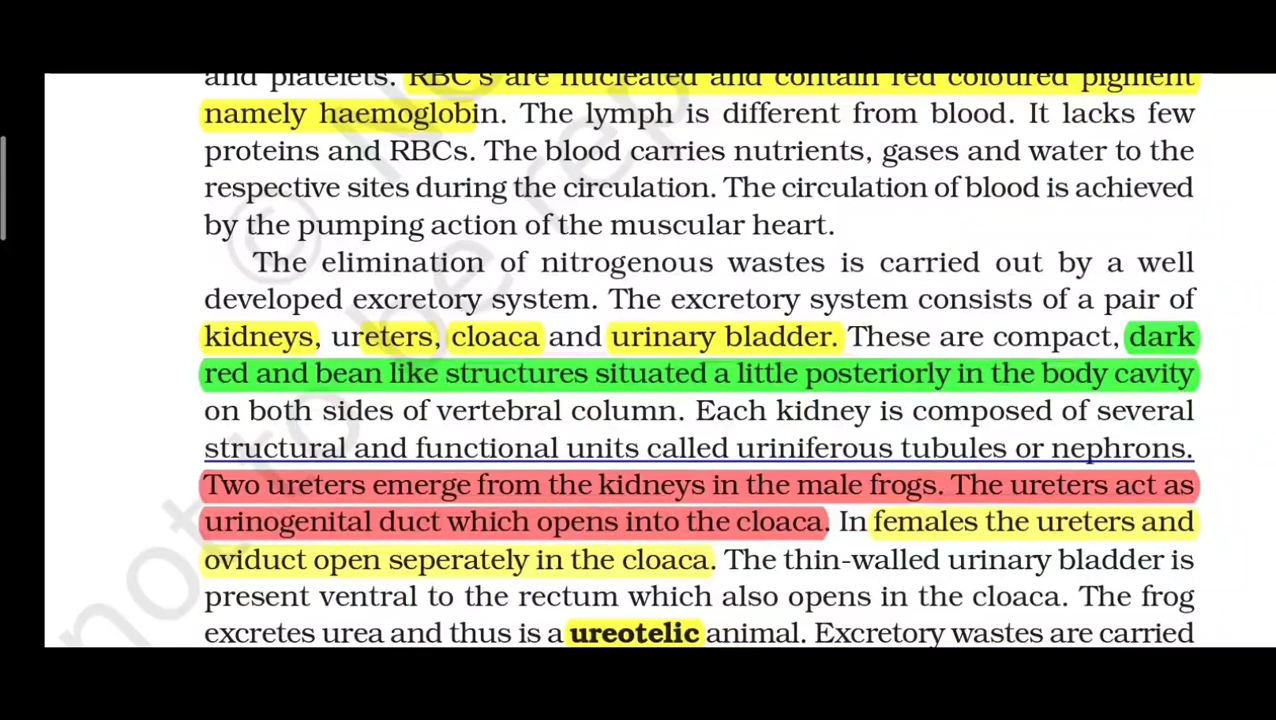 and platelets. RBC's are nucleated and contain red coloured pigment
namely haemoglobin. The lymph is different from blood. It lacks few
proteins and RBCs. The blood carries nutrients, gases and water to the
respective sites during the circulation. The circulation of blood is achieved
by the pumping action of the muscular heart.
The elimination of nitrogenous wastes is carried out by a well
developed excretory system. The excretory system consists of a pair of
kidneys, ureters, cloaca and urinary bladder. These are compact, dark
red and bean like structures situated a little posteriorly in the body cavity
on both sides of vertebral column. Each kidney is composed of several
structural and functional units called uriniferous tubules or nephrons.
Two ureters emerge from the kidneys in the male frogs. The ureters act as
urinogenital duct which opens into the cloaca. In females the ureters and
oviduct open seperately in the cloaca. The thin-walled urinary bladder is
present ventral to the rectum which also opens in the cloaca. The frog
excretes urea and thus is a ureotelic animal. Excretory wastes are carried
© N
not to be rep